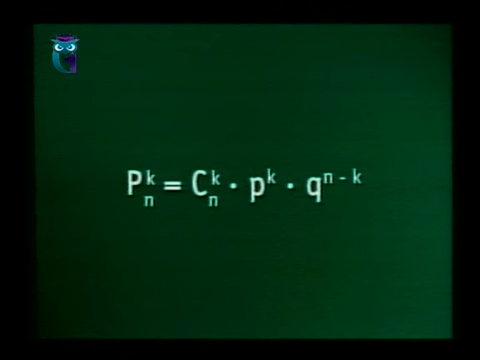 Pₙᵏ = Cₙᵏ · pᵏ · qⁿ⁻ᵏ